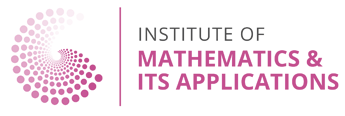 INSTITUTE OF
MATHEMATICS &
ITS APPLICATIONS